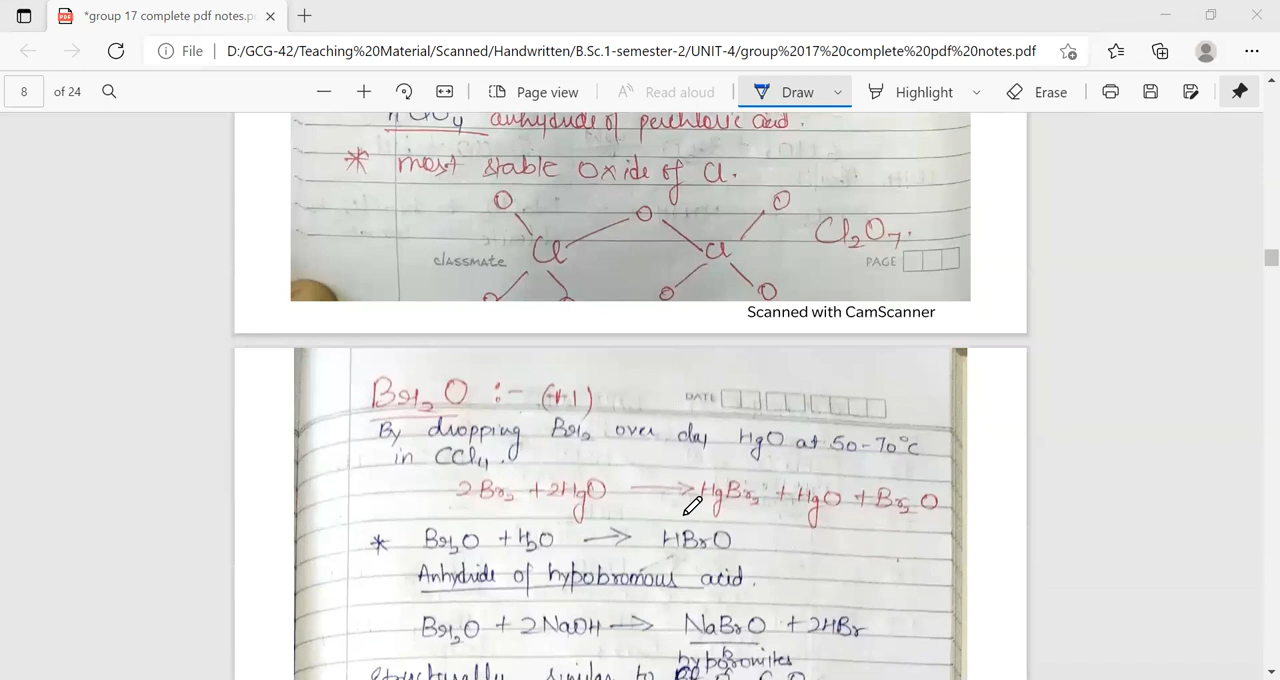 *group 17 complete pdf notes.p
File D:/GCG-42/Teaching%20Material/Scanned/Handwritten/B.Sc.1-semester-2/UNIT-4/group%2017%20complete%20pdf%20notes.pdf
8 of 24 Page view Read aloud Draw Highlight Erase
anhydride of perchloric acid.
* most stable Oxide of Cl.
O O O
Cl Cl Cl₂O₇.
classmate PAGE
O O
Scanned with CamScanner
Br₂O :- (+1) DATE
By dropping Br₂ over HgO at 50-70°C
in CCl₄.
2Br₂ + 2HgO → HgBr₂ + HgO + Br₂O
* Br₂O + H₂O → HBrO
Anhydride of hypobromous acid.
Br₂O + 2NaOH → NaBrO + 2HBr
Structurally similar to